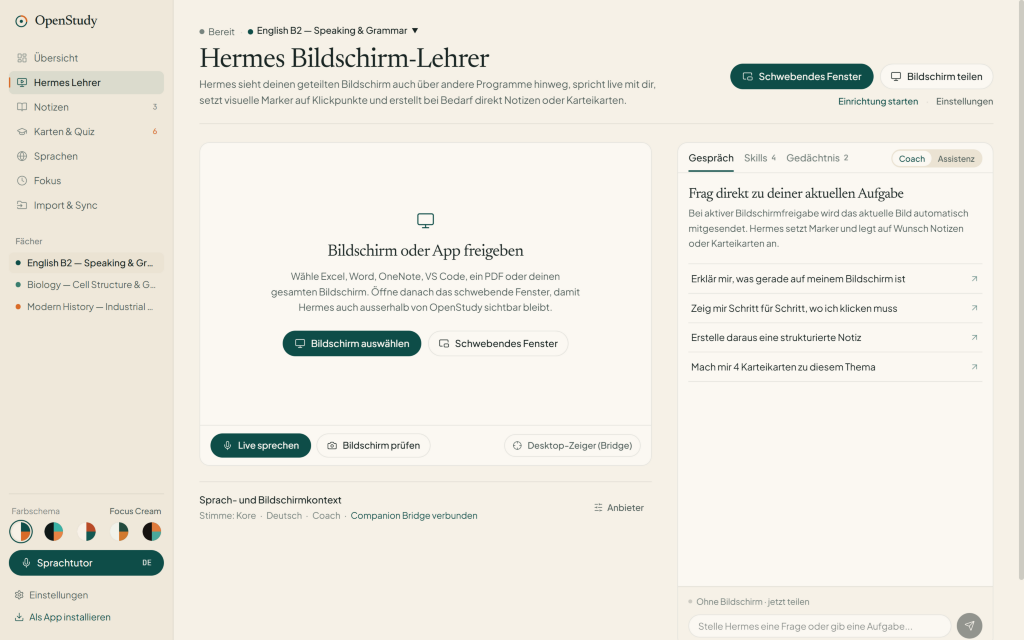 OpenStudy
Übersicht
Hermes Lehrer
Notizen 3
Karten & Quiz 6
Sprachen
Fokus
Import & Sync
Fächer
English B2 — Speaking & Gr...
Biology — Cell Structure & G...
Modern History — Industrial ...
Farbschema Focus Cream
Sprachtutor DE
Einstellungen
Als App installieren
Bereit · English B2 — Speaking & Grammar ▼
Hermes Bildschirm-Lehrer
Hermes sieht deinen geteilten Bildschirm auch über andere Programme hinweg, spricht live mit dir,
setzt visuelle Marker auf Klickpunkte und erstellt bei Bedarf direkt Notizen oder Karteikarten.
Schwebendes Fenster Bildschirm teilen
Einrichtung starten · Einstellungen
Bildschirm oder App freigeben
Wähle Excel, Word, OneNote, VS Code, ein PDF oder deinen
gesamten Bildschirm. Öffne danach das schwebende Fenster, damit
Hermes auch ausserhalb von OpenStudy sichtbar bleibt.
Bildschirm auswählen Schwebendes Fenster
Live sprechen Bildschirm prüfen Desktop-Zeiger (Bridge)
Sprach- und Bildschirmkontext
Stimme: Kore · Deutsch · Coach · Companion Bridge verbunden
Anbieter
Gespräch Skills 4 Gedächtnis 2 Coach Assistenz
Frag direkt zu deiner aktuellen Aufgabe
Bei aktiver Bildschirmfreigabe wird das aktuelle Bild automatisch
mitgesendet. Hermes setzt Marker und legt auf Wunsch Notizen
oder Karteikarten an.
Erklär mir, was gerade auf meinem Bildschirm ist
Zeig mir Schritt für Schritt, wo ich klicken muss
Erstelle daraus eine strukturierte Notiz
Mach mir 4 Karteikarten zu diesem Thema
Ohne Bildschirm · jetzt teilen
Stelle Hermes eine Frage oder gib eine Aufgabe...